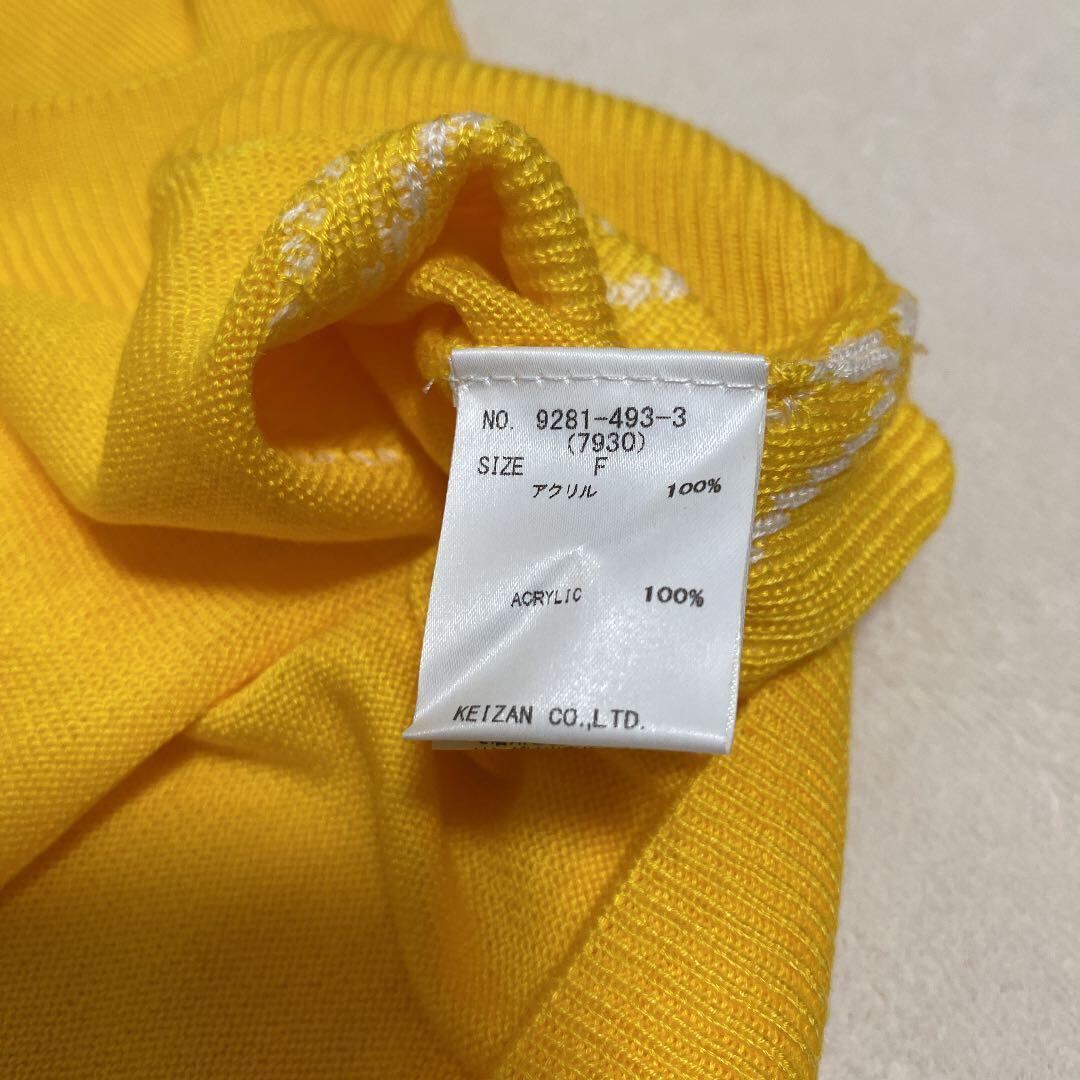 NO. 9281-493-3
(7930)
SIZE F
アクリル 100%
ACRYLIC 100%
KEIZAN CO.,LTD.